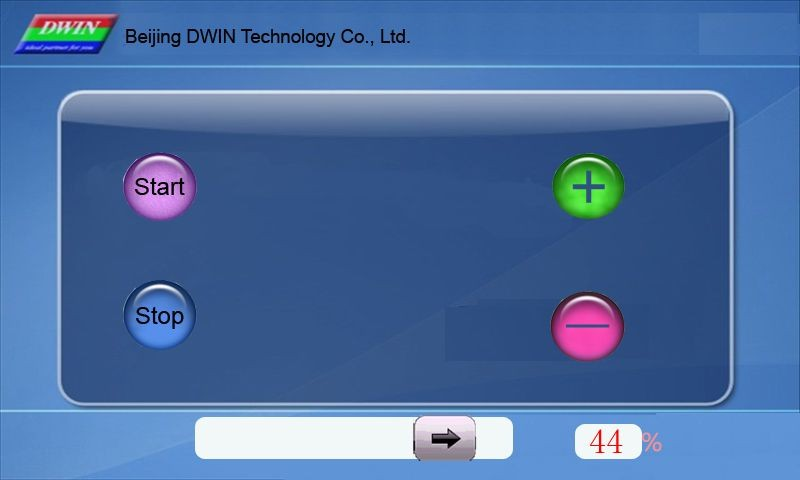 DWIN
ideal partner for you
Beijing DWIN Technology Co., Ltd.
Start
+
Stop
—
44 %